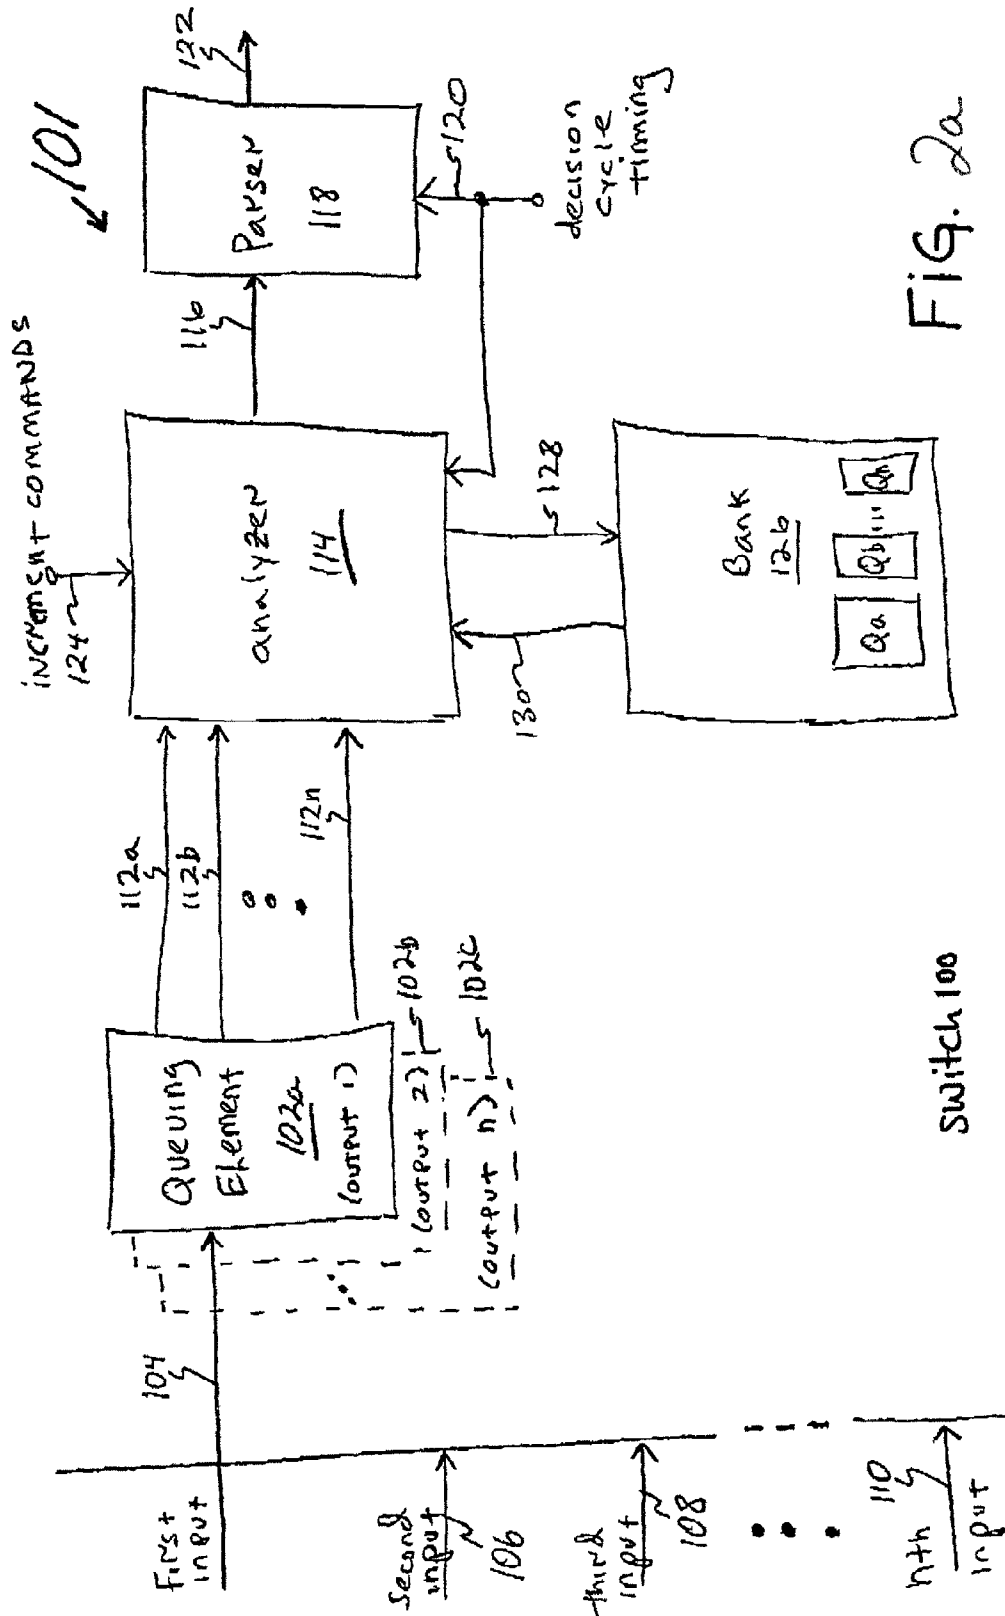 101
increment commands
124
122
Parser
118
120
decision
cycle
timing
116
analyzer
114
128
130
Bank
126
Qa
Qb
Qn
112a
112b
112n
Queuing
Element
102a
(output 1)
(output 2)
102b
(output n)
102c
104
First
input
second
input
106
third
input
108
nth
input
110
switch 100
FiG. 2a